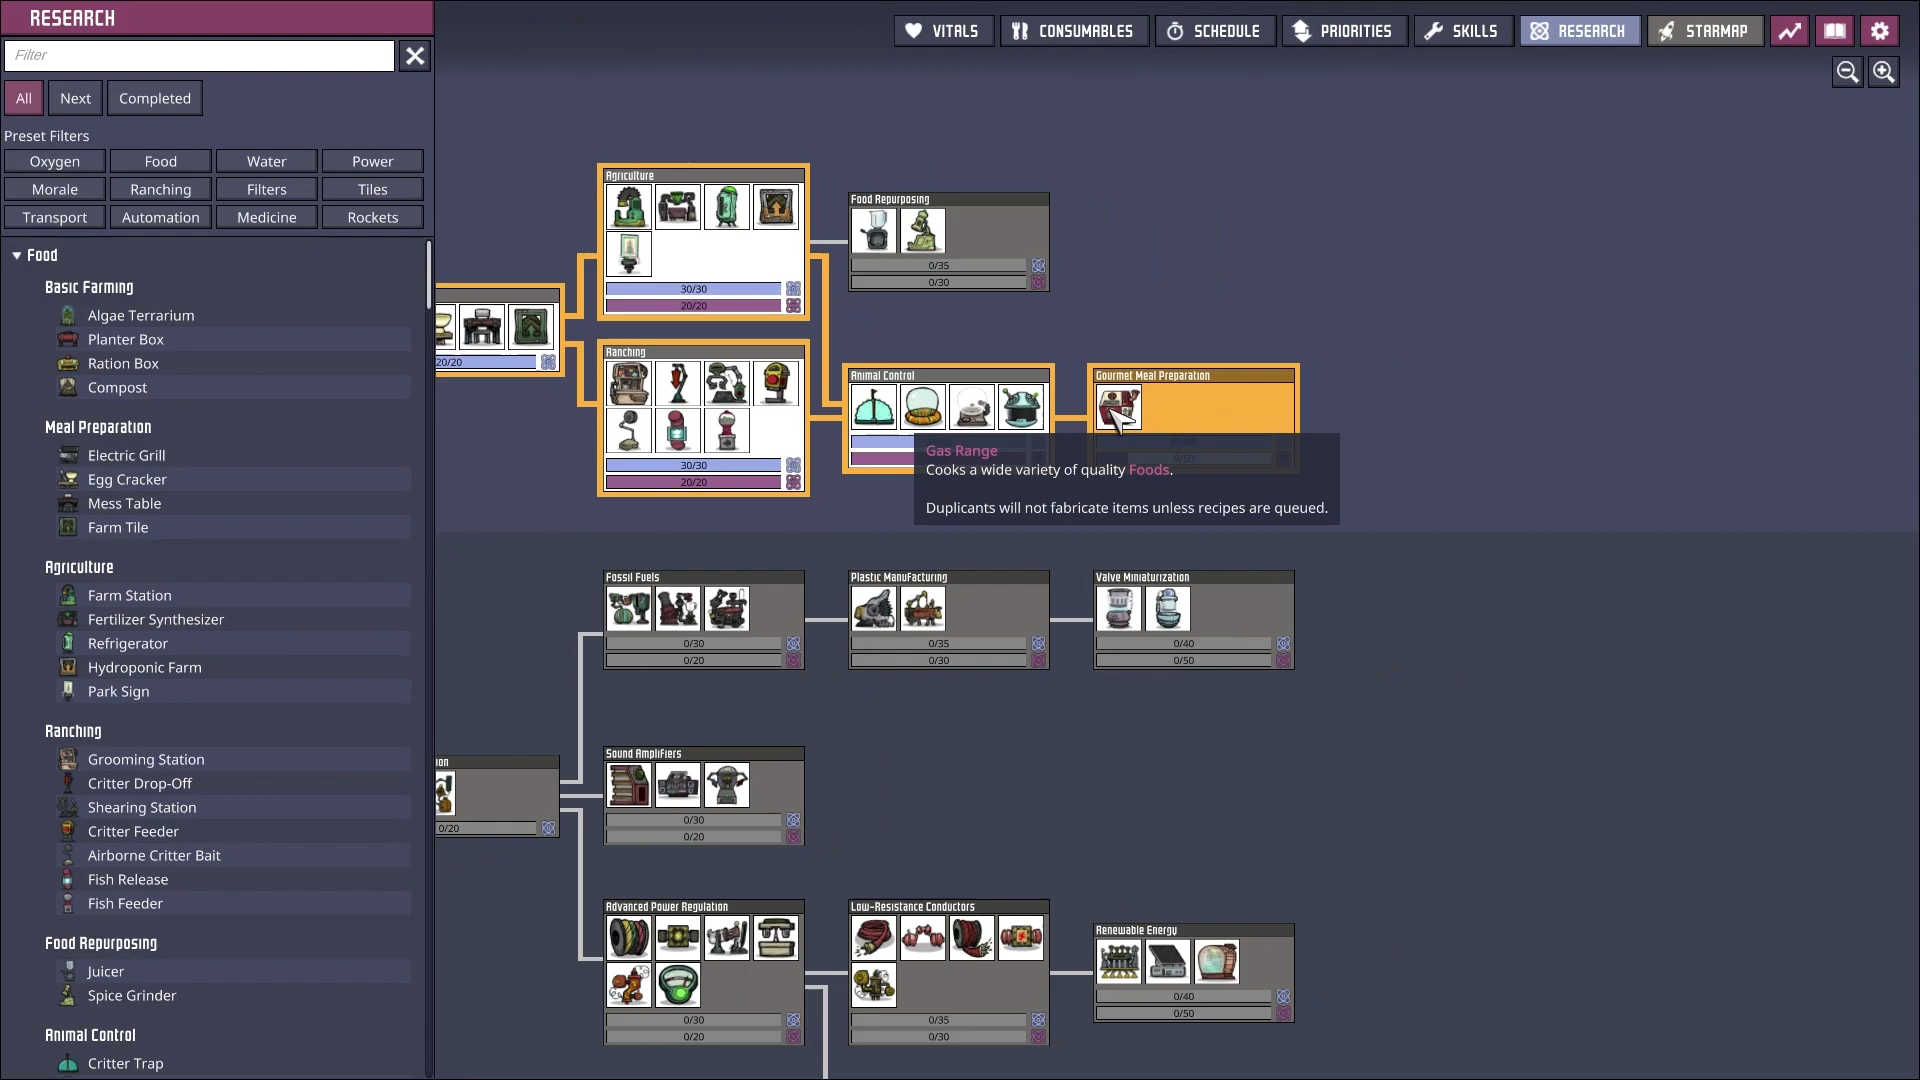 RESEARCH
VITALS
CONSUMABLES
SCHEDULE
PRIORITIES
SKILLS
RESEARCH
STARMAP
Filter
All
Next
Completed
Preset Filters
Oxygen
Food
Water
Power
Morale
Ranching
Filters
Tiles
Transport
Automation
Medicine
Rockets
Food
Basic Farming
Algae Terrarium
Planter Box
Ration Box
Compost
Meal Preparation
Electric Grill
Egg Cracker
Mess Table
Farm Tile
Agriculture
Farm Station
Fertilizer Synthesizer
Refrigerator
Hydroponic Farm
Park Sign
Ranching
Grooming Station
Critter Drop-Off
Shearing Station
Critter Feeder
Airborne Critter Bait
Fish Release
Fish Feeder
Food Repurposing
Juicer
Spice Grinder
Animal Control
Critter Trap
20/20
Agriculture
30/30
20/20
Food Repurposing
0/35
0/30
Ranching
30/30
20/20
Animal Control
Gourmet Meal Preparation
Gas Range
Cooks a wide variety of quality Foods.
Duplicants will not fabricate items unless recipes are queued.
Fossil Fuels
0/30
0/20
Plastic Manufacturing
0/35
0/30
Valve Miniaturization
0/40
0/50
ion
0/20
Sound Amplifiers
0/30
0/20
Advanced Power Regulation
0/30
0/20
Low-Resistance Conductors
0/35
0/30
Renewable Energy
0/40
0/50